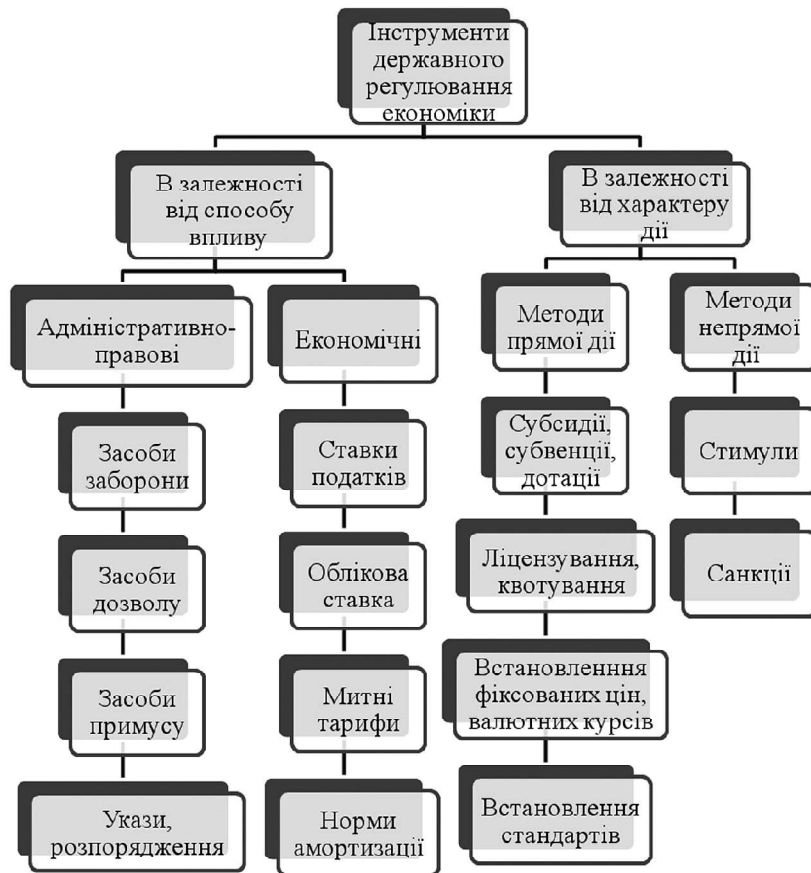 Інструменти
державного
регулювання
економіки
В залежності
від способу
впливу
В залежності
від характеру
дії
Адміністративно-
правові
Економічні
Методи
прямої дії
Методи
непрямої
дії
Засоби
заборони
Ставки
податків
Субсидії,
субвенції,
дотації
Стимули
Засоби
дозволу
Облікова
ставка
Ліцензування,
квотування
Санкції
Засоби
примусу
Митні
тарифи
Встановленння
фіксованих цін,
валютних курсів
Укази,
розпорядження
Норми
амортизації
Встановлення
стандартів